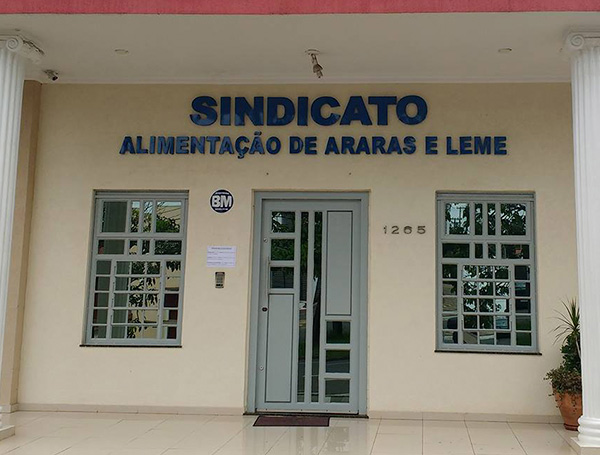 SINDICATO
ALIMENTAÇÃO DE ARARAS E LEME
BM
1265